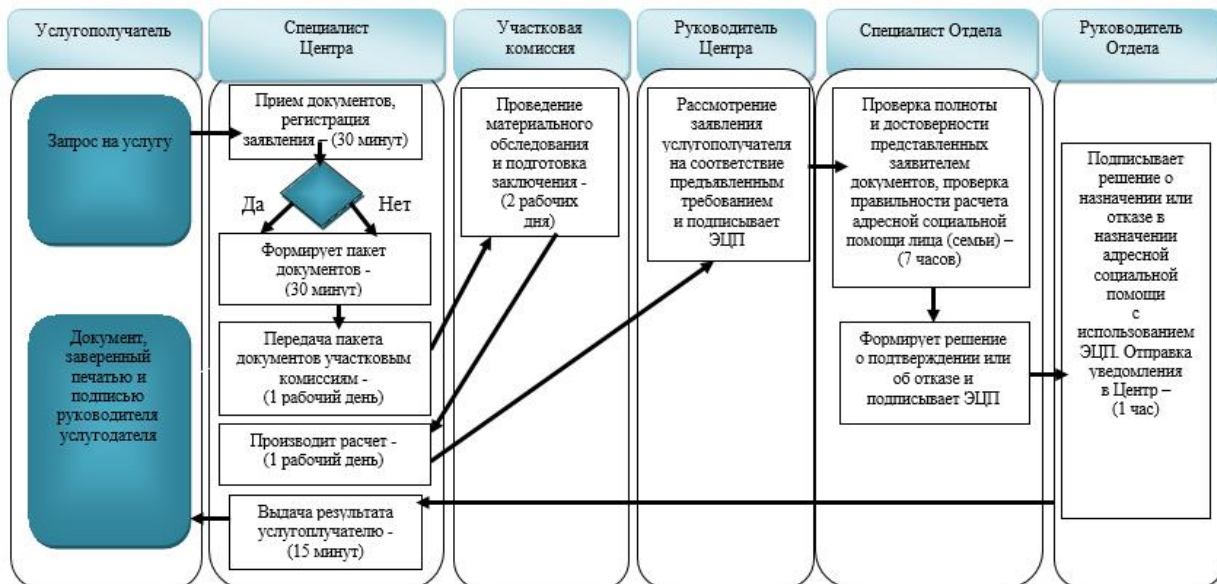 Услугополучатель
Специалист
Центра
Участковая
комиссия
Руководитель
Центра
Специалист Отдела
Руководитель
Отдела
Запрос на услугу
Документ,
заверенный
печатью и
подписью
руководителя
услугодателя
Прием документов,
регистрация
заявления – (30 минут)
Да
Нет
Формирует пакет
документов -
(30 минут)
Передача пакета
документов участковым
комиссиям -
(1 рабочий день)
Производит расчет -
(1 рабочий день)
Выдача результата
услугоплучателю -
(15 минут)
Проведение
материального
обследования
и подготовка
заключения -
(2 рабочих
дня)
Рассмотрение
заявления
услугополучателя
на соответствие
предъявленным
требованием
и подписывает
ЭЦП
Проверка полноты
и достоверности
представленных
заявителем
документов, проверка
правильности расчета
адресной социальной
помощи лица (семьи) –
(7 часов)
Формирует решение
о подтверждении или
об отказе и
подписывает ЭЦП
Подписывает
решение о
назначении или
отказе в
назначении
адресной
социальной
помощи
с
использованием
ЭЦП. Отправка
уведомления
в Центр –
(1 час)